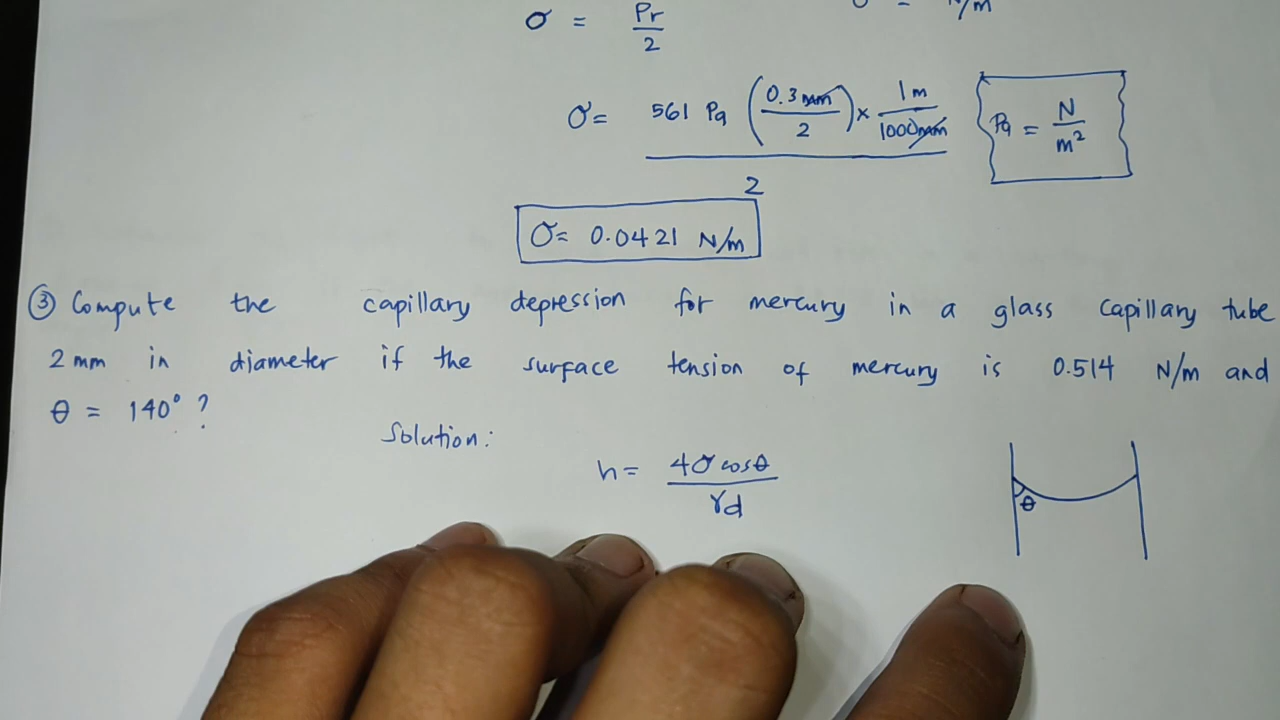 σ = Pr/2 σ = N/m
σ = 561 Pa (0.3 mm/2) × 1m/1000mm / 2 Pa = N/m²
σ = 0.0421 N/m
③ Compute the capillary depression for mercury in a glass capillary tube
2 mm in diameter if the surface tension of mercury is 0.514 N/m and
θ = 140° ?
Solution:
h = 4σ cosθ / γd
θ